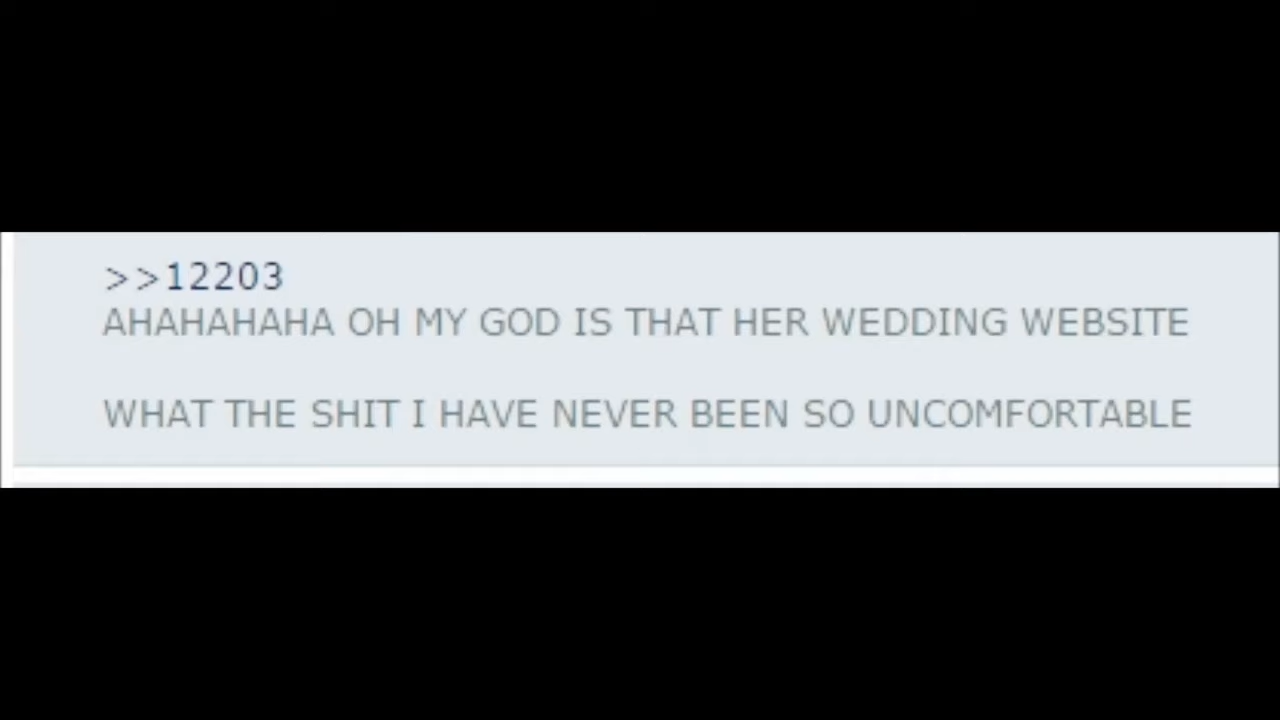 >>12203
AHAHAHAHA OH MY GOD IS THAT HER WEDDING WEBSITE
WHAT THE SHIT I HAVE NEVER BEEN SO UNCOMFORTABLE